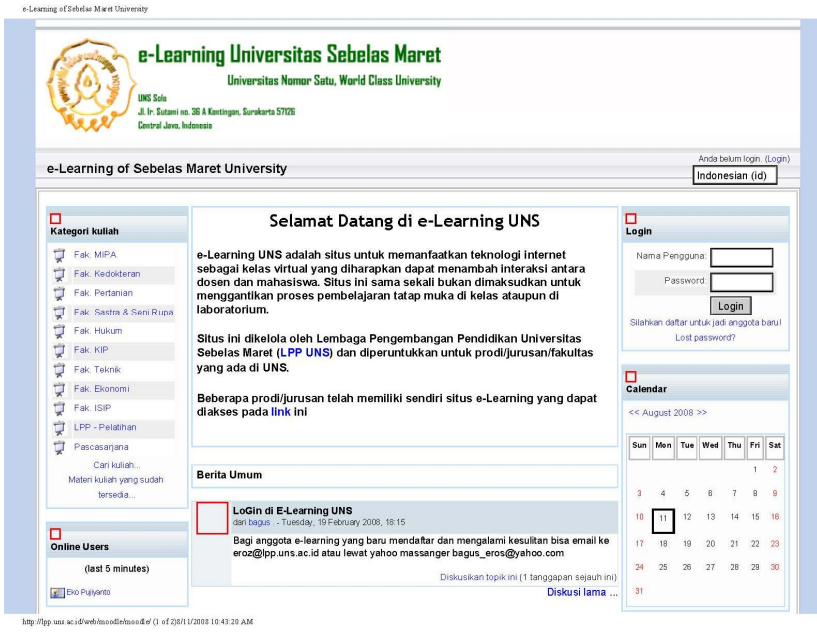 e-Learning of Sebelas Maret University
e-Learning Universitas Sebelas Maret
Universitas Nomor Satu, World Class University
UNS Solo
Jl. Ir. Sutami no. 36 A Kentingan, Surakarta 57126
Central Java, Indonesia
Anda belum login. (Login)
e-Learning of Sebelas Maret University
Indonesian (id)
Kategori kuliah
Fak. MIPA
Fak. Kedokteran
Fak. Pertanian
Fak. Sastra & Seni Rupa
Fak. Hukum
Fak. KIP
Fak. Teknik
Fak. Ekonomi
Fak. ISIP
LPP - Pelatihan
Pascasarjana
Cari kuliah...
Materi kuliah yang sudah
tersedia...
Online Users
(last 5 minutes)
Eko Pujiyanto
Selamat Datang di e-Learning UNS
e-Learning UNS adalah situs untuk memanfaatkan teknologi internet
sebagai kelas virtual yang diharapkan dapat menambah interaksi antara
dosen dan mahasiswa. Situs ini sama sekali bukan dimaksudkan untuk
menggantikan proses pembelajaran tatap muka di kelas ataupun di
laboratorium.
Situs ini dikelola oleh Lembaga Pengembangan Pendidikan Universitas
Sebelas Maret (LPP UNS) dan diperuntukkan untuk prodi/jurusan/fakultas
yang ada di UNS.
Beberapa prodi/jurusan telah memiliki sendiri situs e-Learning yang dapat
diakses pada link ini
Berita Umum
LoGin di E-Learning UNS
dari bagus . - Tuesday, 19 February 2008, 18:15
Bagi anggota e-learning yang baru mendaftar dan mengalami kesulitan bisa email ke
eroz@lpp.uns.ac.id atau lewat yahoo massanger bagus_eros@yahoo.com
Diskusikan topik ini (1 tanggapan sejauh ini)
Diskusi lama ...
Login
Nama Pengguna:
Password:
Login
Silahkan daftar untuk jadi anggota baru!
Lost password?
Calendar
<< August 2008 >>
Sun Mon Tue Wed Thu Fri Sat
1 2
3 4 5 6 7 8 9
10 11 12 13 14 15 16
17 18 19 20 21 22 23
24 25 26 27 28 29 30
31
http://lpp.uns.ac.id/web/moodle/moodle/ (1 of 2)8/11/2008 10:43:20 AM